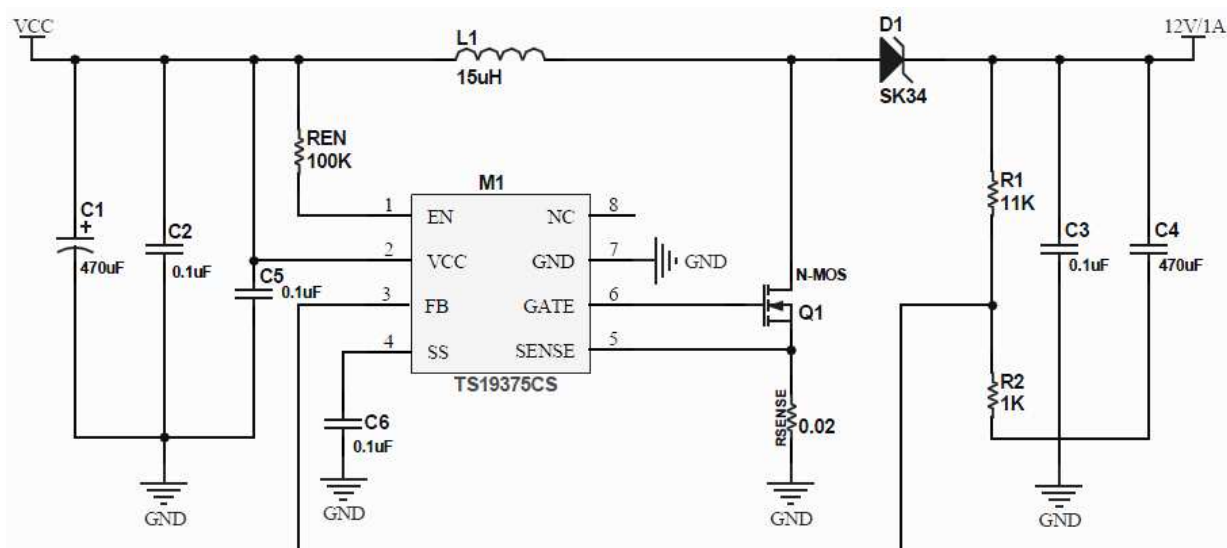 VCC
L1
15uH
D1
SK34
12V/1A
REN
100K
M1
1
EN
NC
8
2
VCC
GND
7
GND
3
FB
GATE
6
4
SS
SENSE
5
TS19375CS
C1
+
470uF
C2
0.1uF
C5
0.1uF
C6
0.1uF
N-MOS
Q1
RSENSE
0.02
R1
11K
C3
0.1uF
C4
470uF
R2
1K
GND
GND
GND
GND